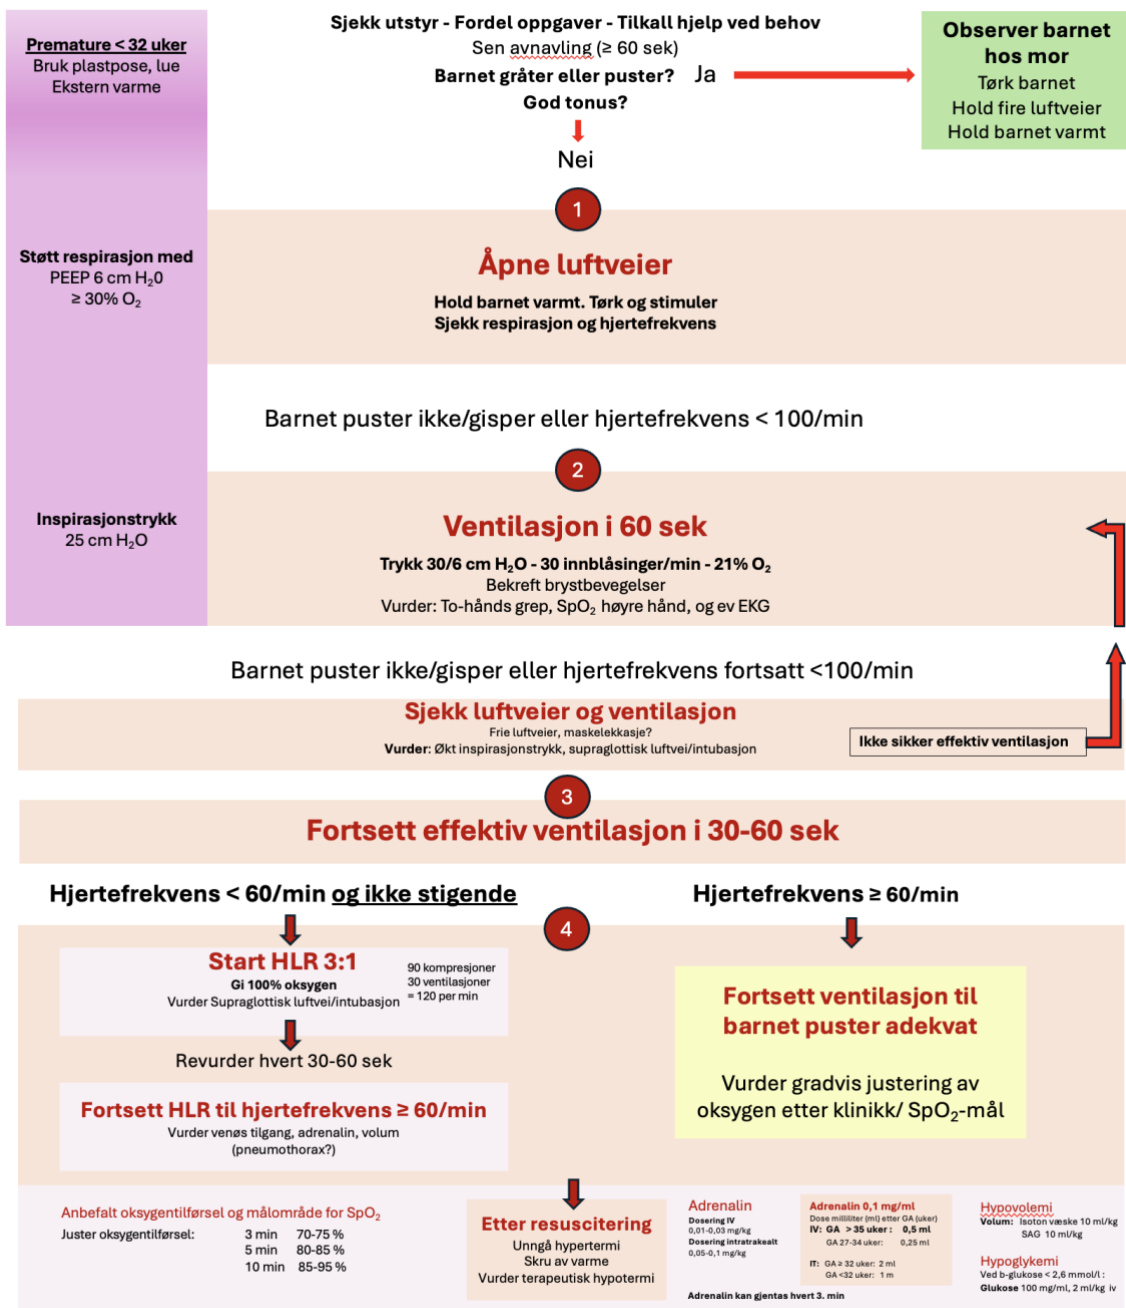 Premature < 32 uker
Bruk plastpose, lue
Ekstern varme
Sjekk utstyr - Fordel oppgaver - Tilkall hjelp ved behov
Sen avnavling (≥ 60 sek)
Barnet gråter eller puster? Ja
God tonus?
Nei
Observer barnet
hos mor
Tørk barnet
Hold fire luftveier
Hold barnet varmt
1
Støtt respirasjon med
PEEP 6 cm H₂0
≥ 30% O₂
Åpne luftveier
Hold barnet varmt. Tørk og stimuler
Sjekk respirasjon og hjertefrekvens
Barnet puster ikke/gisper eller hjertefrekvens < 100/min
2
Inspirasjonstrykk
25 cm H₂O
Ventilasjon i 60 sek
Trykk 30/6 cm H₂O - 30 innblåsinger/min - 21% O₂
Bekreft brystbevegelser
Vurder: To-hånds grep, SpO₂ høyre hånd, og ev EKG
Barnet puster ikke/gisper eller hjertefrekvens fortsatt <100/min
Sjekk luftveier og ventilasjon
Frie luftveier, maskelekkasje?
Vurder: Økt inspirasjonstrykk, supraglottisk luftvei/intubasjon
Ikke sikker effektiv ventilasjon
3
Fortsett effektiv ventilasjon i 30-60 sek
Hjertefrekvens < 60/min og ikke stigende
Hjertefrekvens ≥ 60/min
4
Start HLR 3:1
Gi 100% oksygen
Vurder Supraglottisk luftvei/intubasjon
90 kompresjoner
30 ventilasjoner
= 120 per min
Revurder hvert 30-60 sek
Fortsett HLR til hjertefrekvens ≥ 60/min
Vurder venøs tilgang, adrenalin, volum
(pneumothorax?)
Fortsett ventilasjon til
barnet puster adekvat
Vurder gradvis justering av
oksygen etter klinikk/ SpO₂-mål
Anbefalt oksygentilførsel og målområde for SpO₂
Juster oksygentilførsel: 3 min 70-75 %
5 min 80-85 %
10 min 85-95 %
Etter resuscitering
Unngå hypertermi
Skru av varme
Vurder terapeutisk hypotermi
Adrenalin
Dosering IV
0,01-0,03 mg/kg
Dosering intratrakealt
0,05-0,1 mg/kg
Adrenalin kan gjentas hvert 3. min
Adrenalin 0,1 mg/ml
Dose milliliter (ml) etter GA (uker)
IV: GA > 35 uker : 0,5 ml
GA 27-34 uker: 0,25 ml
IT: GA ≥ 32 uker: 2 ml
GA <32 uker: 1 m
Hypovolemi
Volum: Isoton væske 10 ml/kg
SAG 10 ml/kg
Hypoglykemi
Ved b-glukose < 2,6 mmol/l :
Glukose 100 mg/ml, 2 ml/kg iv